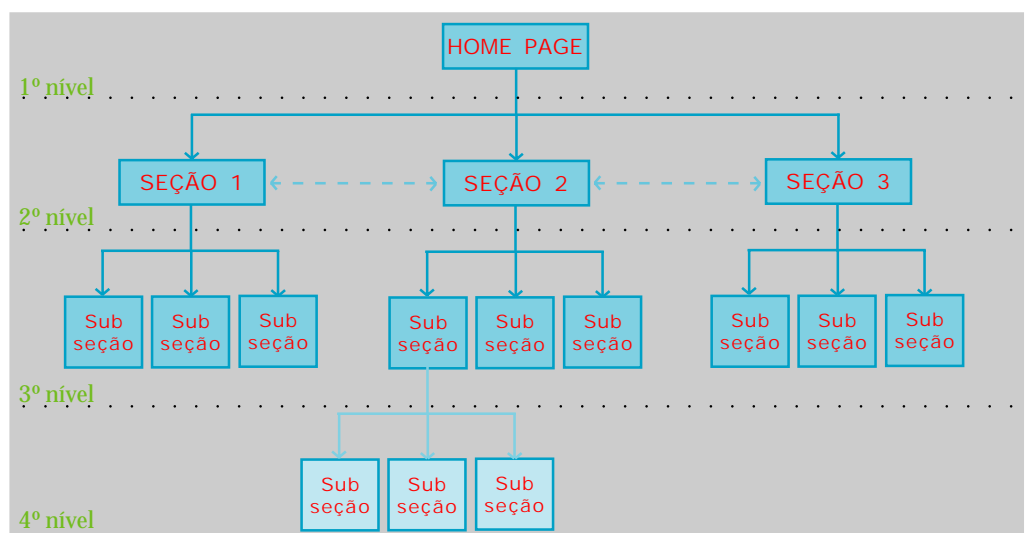 HOME PAGE
1º nível
SEÇÃO 1
SEÇÃO 2
SEÇÃO 3
2º nível
Sub
seção
Sub
seção
Sub
seção
Sub
seção
Sub
seção
Sub
seção
Sub
seção
Sub
seção
Sub
seção
3º nível
Sub
seção
Sub
seção
Sub
seção
4º nível